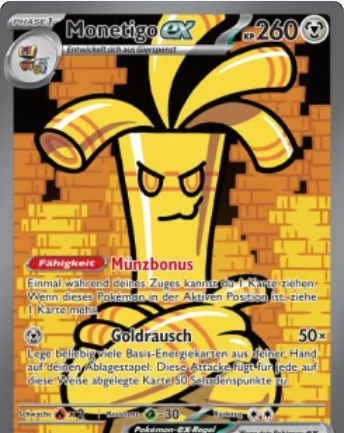 PHASE 1
Monetigo ex KP 260
Entwickelt sich aus Gierspenst
Fähigkeit Münzbonus
Einmal während deines Zuges kannst du 1 Karte ziehen.
Wenn dieses Pokémon in der Aktiven Position ist, ziehe
1 Karte mehr.
Goldrausch 50×
Lege beliebig viele Basis-Energiekarten aus deiner Hand
auf deinen Ablagestapel. Diese Attacke fügt für jede auf
diese Weise abgelegte Karte 50 Schadenspunkte zu.
Schwäche ×2 Resistenz -30 Rückzug
Pokémon-ex-Regel